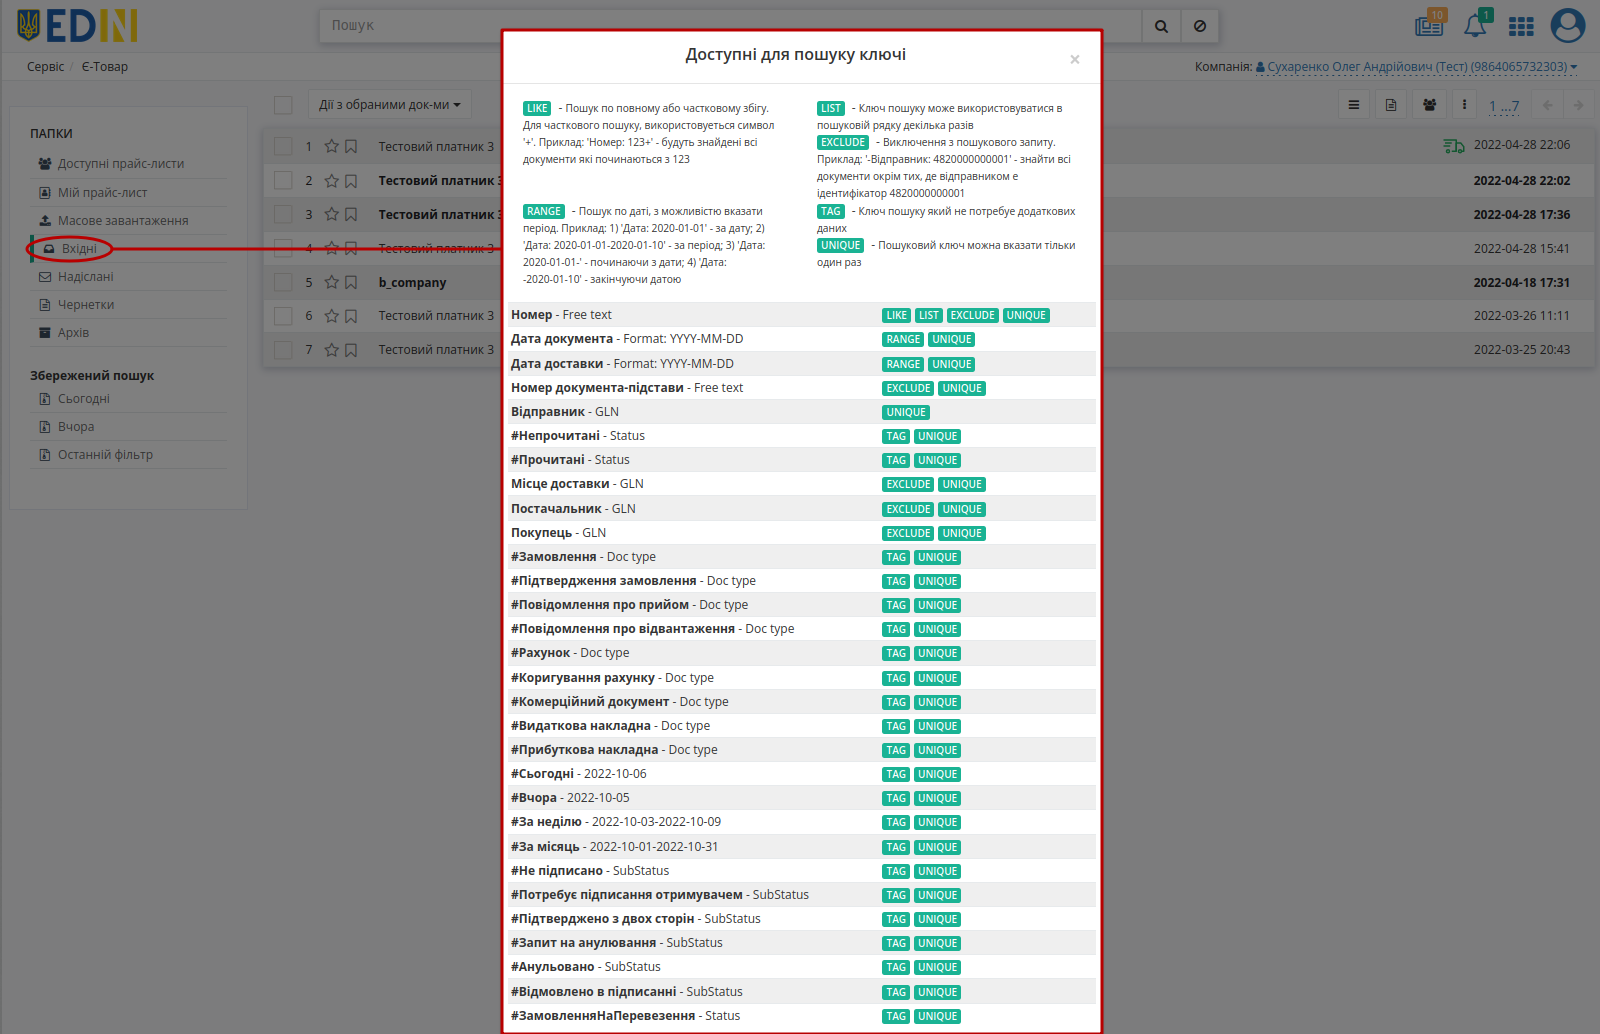 EDIN
Пошук
10
1
Сервіс / Є-Товар
Компанія: Сухаренко Олег Андрійович (Тест) (9864065732303)
Дії з обраними док-ми
1 ...7
ПАПКИ
Доступні прайс-листи
Мій прайс-лист
Масове завантаження
Вхідні
Надіслані
Чернетки
Архів
Збережений пошук
Сьогодні
Вчора
Останній фільтр
1 Тестовий платник 3 2022-04-28 22:06
2 Тестовий платник 3 2022-04-28 22:02
3 Тестовий платник 3 2022-04-28 17:36
4 Тестовий платник 3 2022-04-28 15:41
5 b_company 2022-04-18 17:31
6 Тестовий платник 3 2022-03-26 11:11
7 Тестовий платник 3 2022-03-25 20:43
Доступні для пошуку ключі
×
LIKE - Пошук по повному або частковому збігу.
Для часткового пошуку, використовується символ
'+'. Приклад: 'Номер: 123+' - будуть знайдені всі
документи які починаються з 123
LIST - Ключ пошуку може використовуватися в
пошуковій рядку декілька разів
EXCLUDE - Виключення з пошукового запиту.
Приклад: '-Відправник: 4820000000001' - знайти всі
документи окрім тих, де відправником є
ідентифікатор 4820000000001
RANGE - Пошук по даті, з можливістю вказати
період. Приклад: 1) 'Дата: 2020-01-01' - за дату; 2)
'Дата: 2020-01-01-2020-01-10' - за період; 3) 'Дата:
2020-01-01-' - починаючи з дати; 4) 'Дата:
-2020-01-10' - закінчуючи датою
TAG - Ключ пошуку який не потребує додаткових
даних
UNIQUE - Пошуковий ключ можна вказати тільки
один раз
Номер - Free text LIKE LIST EXCLUDE UNIQUE
Дата документа - Format: YYYY-MM-DD RANGE UNIQUE
Дата доставки - Format: YYYY-MM-DD RANGE UNIQUE
Номер документа-підстави - Free text EXCLUDE UNIQUE
Відправник - GLN UNIQUE
#Непрочитані - Status TAG UNIQUE
#Прочитані - Status TAG UNIQUE
Місце доставки - GLN EXCLUDE UNIQUE
Постачальник - GLN EXCLUDE UNIQUE
Покупець - GLN EXCLUDE UNIQUE
#Замовлення - Doc type TAG UNIQUE
#Підтвердження замовлення - Doc type TAG UNIQUE
#Повідомлення про прийом - Doc type TAG UNIQUE
#Повідомлення про відвантаження - Doc type TAG UNIQUE
#Рахунок - Doc type TAG UNIQUE
#Коригування рахунку - Doc type TAG UNIQUE
#Комерційний документ - Doc type TAG UNIQUE
#Видаткова накладна - Doc type TAG UNIQUE
#Прибуткова накладна - Doc type TAG UNIQUE
#Сьогодні - 2022-10-06 TAG UNIQUE
#Вчора - 2022-10-05 TAG UNIQUE
#За неділю - 2022-10-03-2022-10-09 TAG UNIQUE
#За місяць - 2022-10-01-2022-10-31 TAG UNIQUE
#Не підписано - SubStatus TAG UNIQUE
#Потребує підписання отримувачем - SubStatus TAG UNIQUE
#Підтверджено з двох сторін - SubStatus TAG UNIQUE
#Запит на анулювання - SubStatus TAG UNIQUE
#Анульовано - SubStatus TAG UNIQUE
#Відмовлено в підписанні - SubStatus TAG UNIQUE
#ЗамовленняНаПеревезення - Status TAG UNIQUE